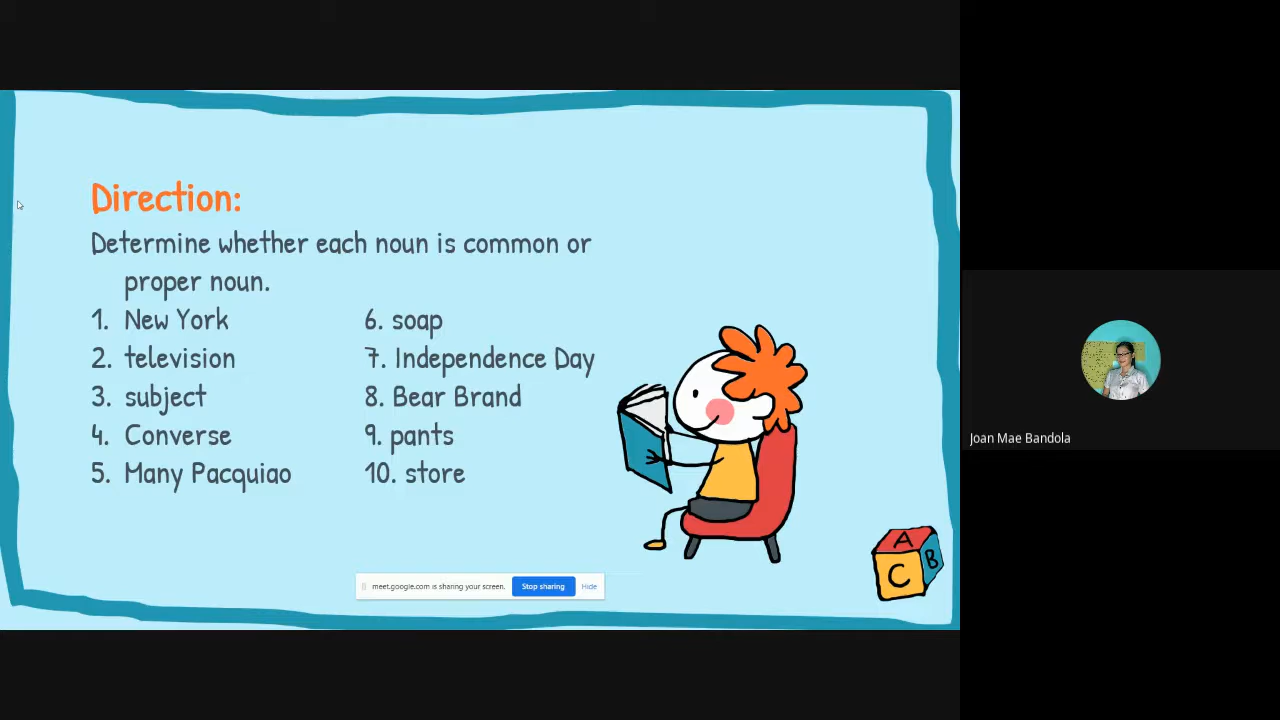 Direction:
Determine whether each noun is common or
proper noun.
1. New York
2. television
3. subject
4. Converse
5. Many Pacquiao
6. soap
7. Independence Day
8. Bear Brand
9. pants
10. store
A
B
C
meet.google.com is sharing your screen.
Stop sharing
Hide
Joan Mae Bandola